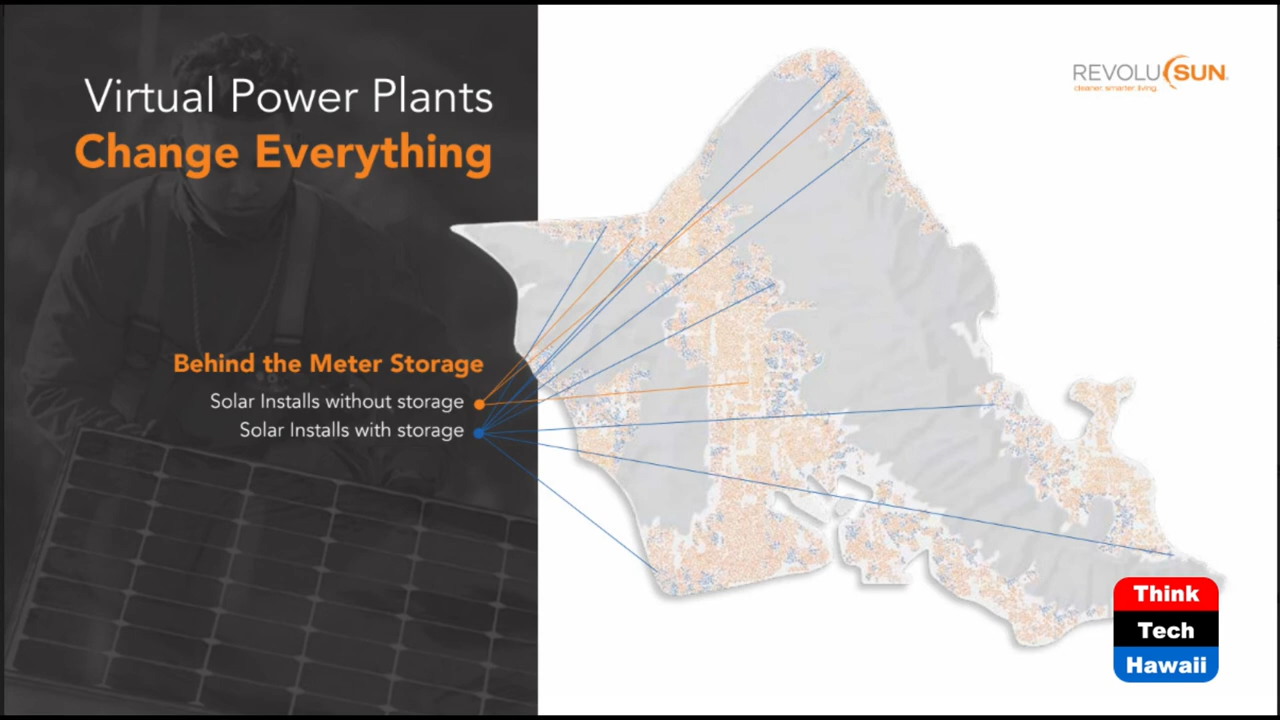 Virtual Power Plants
Change Everything
REVOLUSUN
cleaner. smarter. living.
Behind the Meter Storage
Solar Installs without storage
Solar Installs with storage
Think
Tech
Hawaii